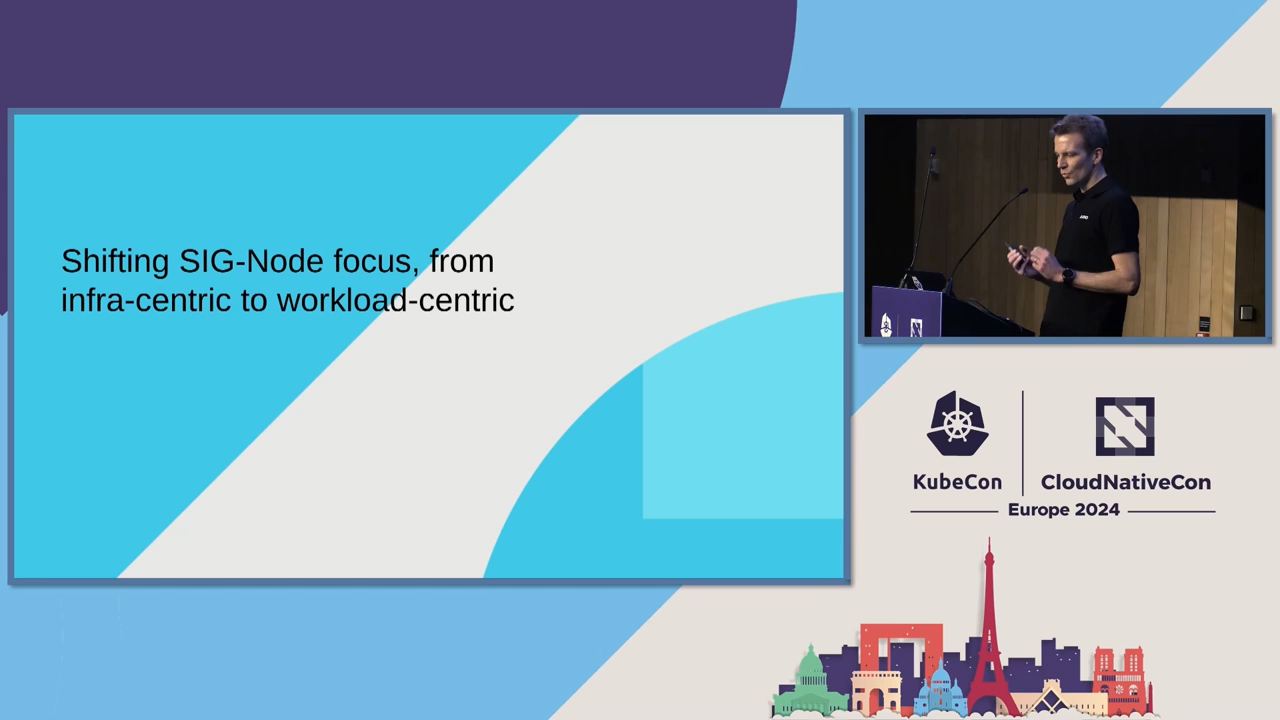 Shifting SIG-Node focus, from
infra-centric to workload-centric
KubeCon
CloudNativeCon
Europe 2024